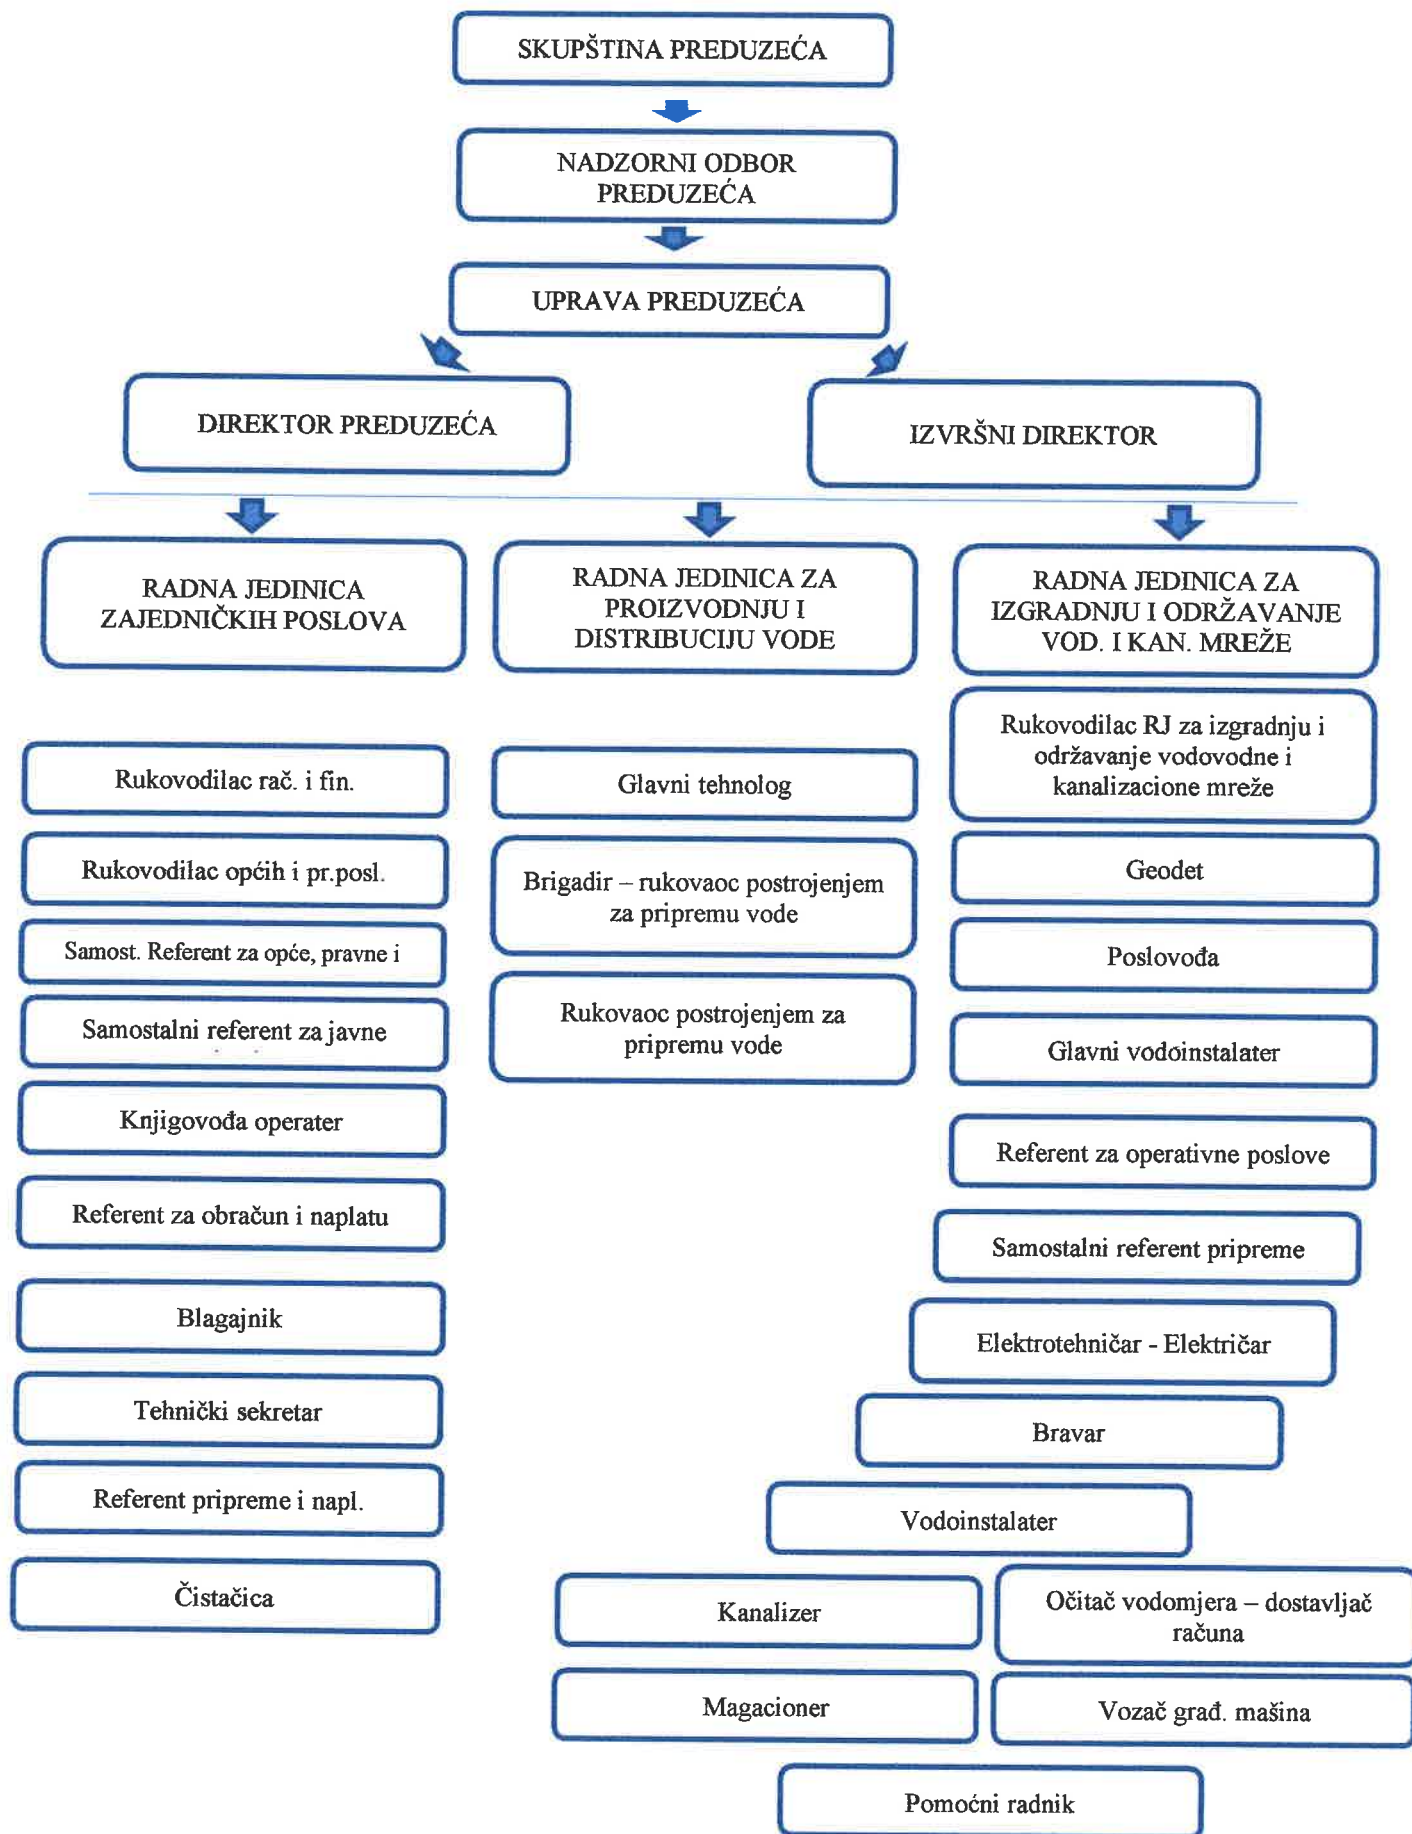 SKUPŠTINA PREDUZEĆA
NADZORNI ODBOR
PREDUZEĆA
UPRAVA PREDUZEĆA
DIREKTOR PREDUZEĆA
IZVRŠNI DIREKTOR
RADNA JEDINICA
ZAJEDNIČKIH POSLOVA
RADNA JEDINICA ZA
PROIZVODNJU I
DISTRIBUCIJU VODE
RADNA JEDINICA ZA
IZGRADNJU I ODRŽAVANJE
VOD. I KAN. MREŽE
Rukovodilac rač. i fin.
Rukovodilac općih i pr.posl.
Samost. Referent za opće, pravne i
Samostalni referent za javne
Knjigovođa operater
Referent za obračun i naplatu
Blagajnik
Tehnički sekretar
Referent pripreme i napl.
Čistačica
Glavni tehnolog
Brigadir – rukovaoc postrojenjem
za pripremu vode
Rukovaoc postrojenjem za
pripremu vode
Rukovodilac RJ za izgradnju i
održavanje vodovodne i
kanalizacione mreže
Geodet
Poslovođa
Glavni vodoinstalater
Referent za operativne poslove
Samostalni referent pripreme
Elektrotehničar - Električar
Bravar
Vodoinstalater
Kanalizer
Očitač vodomjera – dostavljač
računa
Magacioner
Vozač građ. mašina
Pomoćni radnik